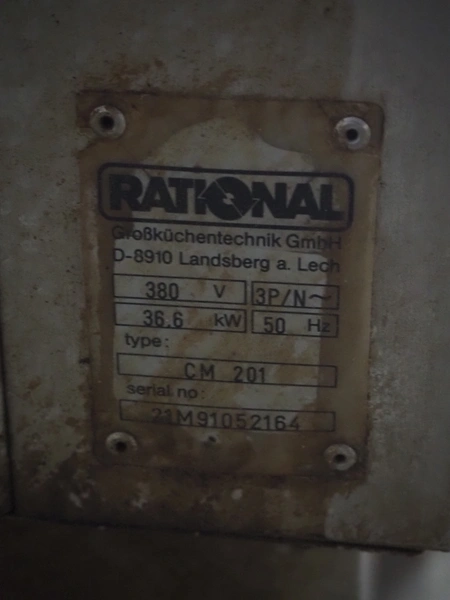 RATIONAL
Großküchentechnik GmbH
D-8910 Landsberg a. Lech
380 V 3P/N~
36.6 kW 50 Hz
type:
CM 201
serial no:
21M91052164